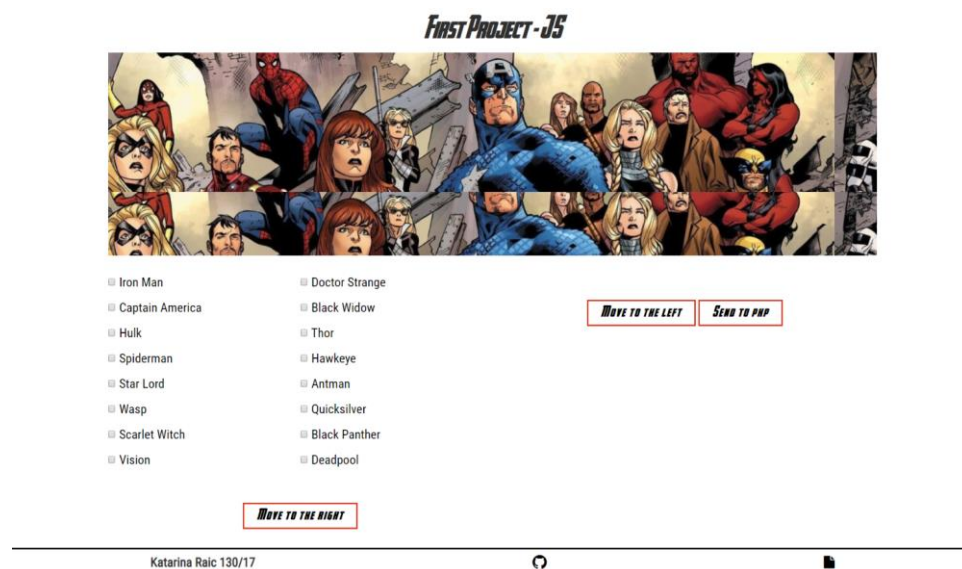 First Project - JS
Iron Man
Doctor Strange
Captain America
Black Widow
Hulk
Thor
Spiderman
Hawkeye
Star Lord
Antman
Wasp
Quicksilver
Scarlet Witch
Black Panther
Vision
Deadpool
Move to the left
Send to php
Move to the right
Katarina Raic 130/17